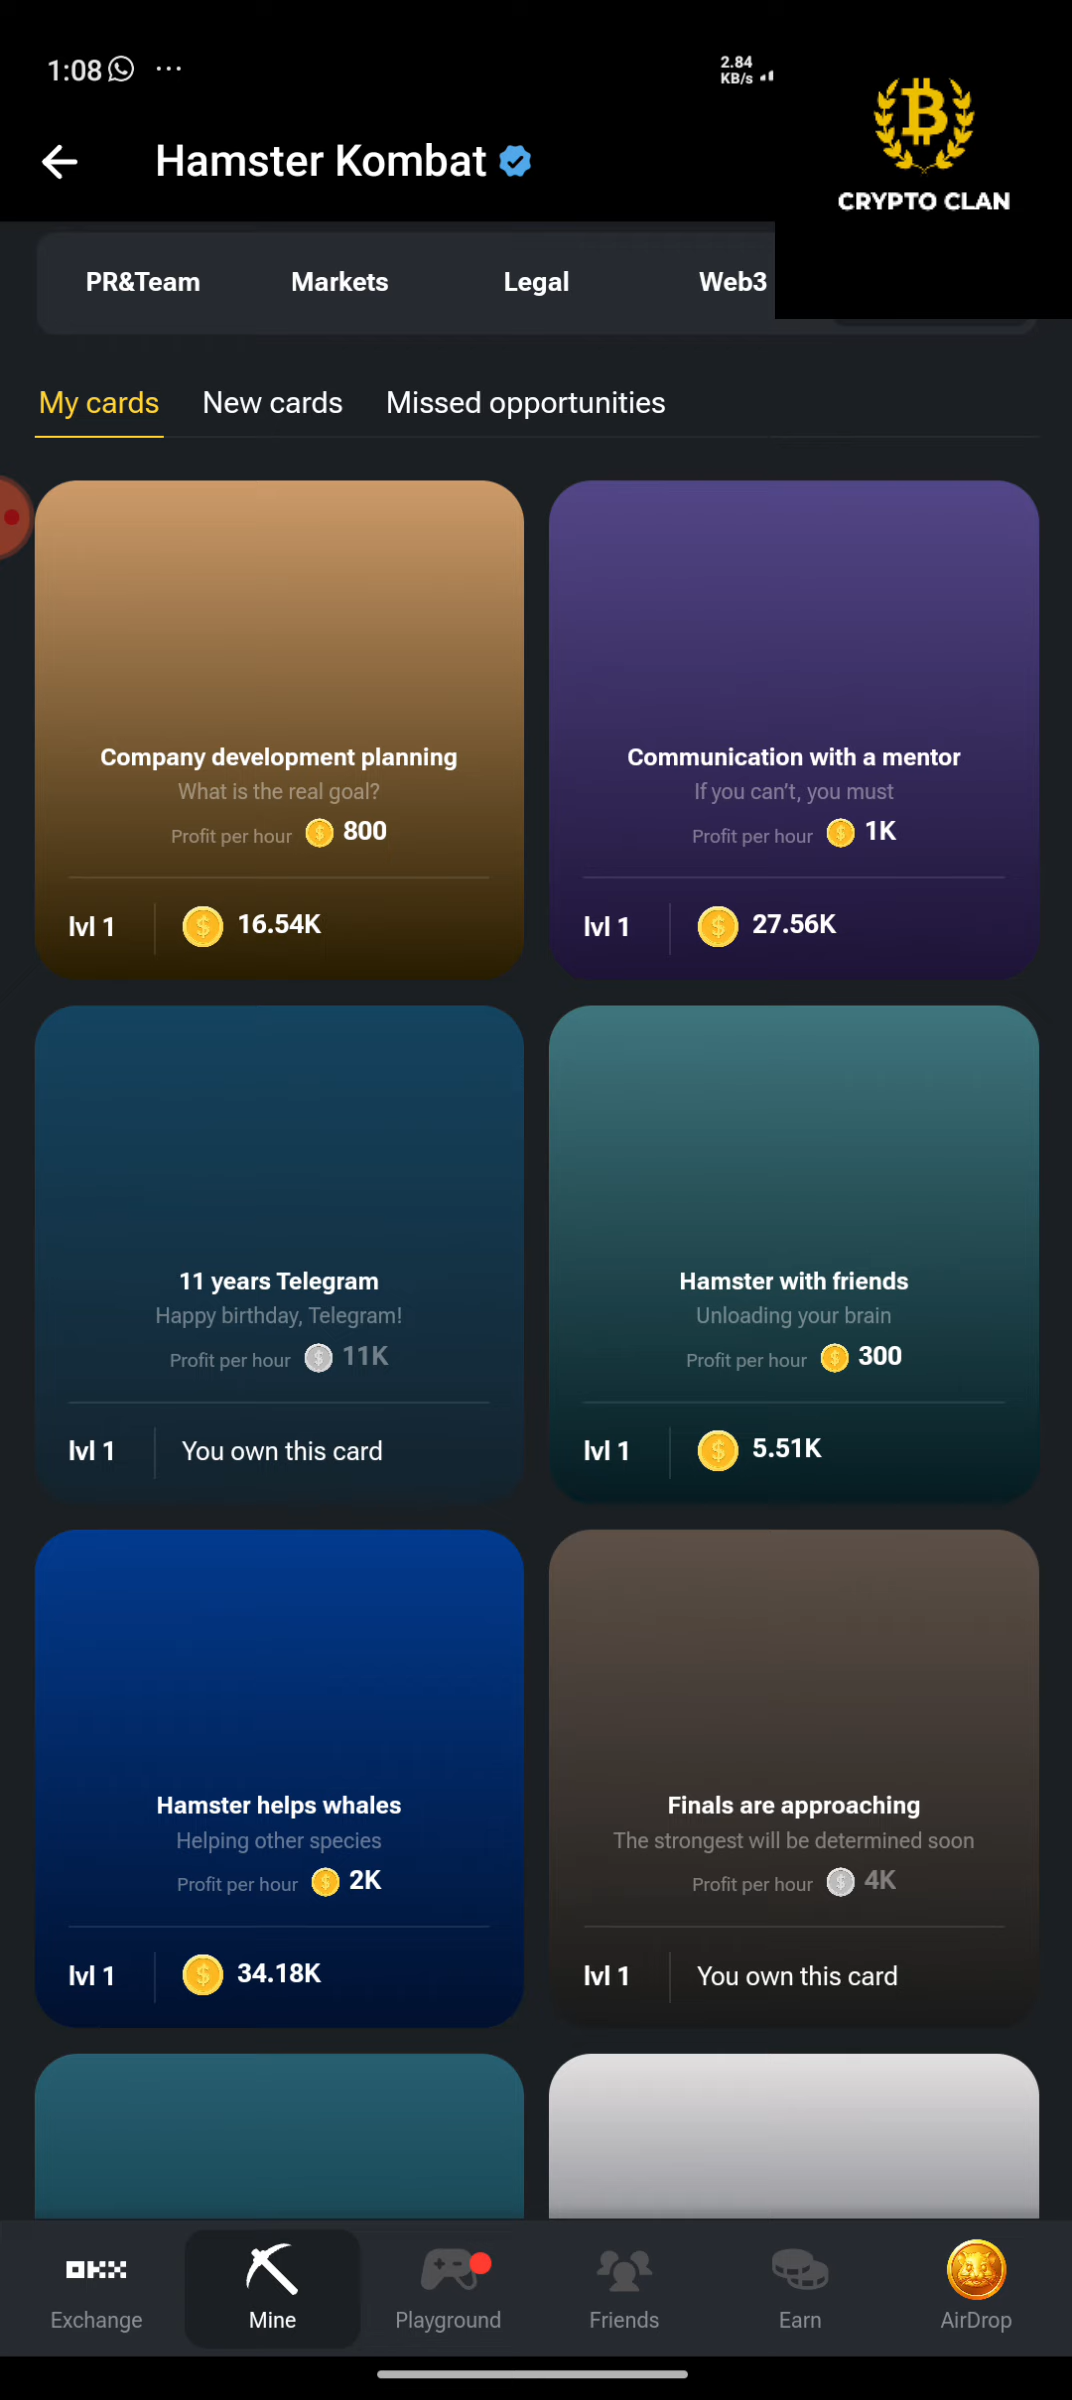 1:08 ...
2.84
KB/s
Hamster Kombat
CRYPTO CLAN
PR&Team Markets Legal Web3
My cards New cards Missed opportunities
Company development planning
What is the real goal?
Profit per hour 800
lvl 1 16.54K
Communication with a mentor
If you can't, you must
Profit per hour 1K
lvl 1 27.56K
11 years Telegram
Happy birthday, Telegram!
Profit per hour 11K
lvl 1 You own this card
Hamster with friends
Unloading your brain
Profit per hour 300
lvl 1 5.51K
Hamster helps whales
Helping other species
Profit per hour 2K
lvl 1 34.18K
Finals are approaching
The strongest will be determined soon
Profit per hour 4K
lvl 1 You own this card
OKX
Exchange Mine Playground Friends Earn AirDrop